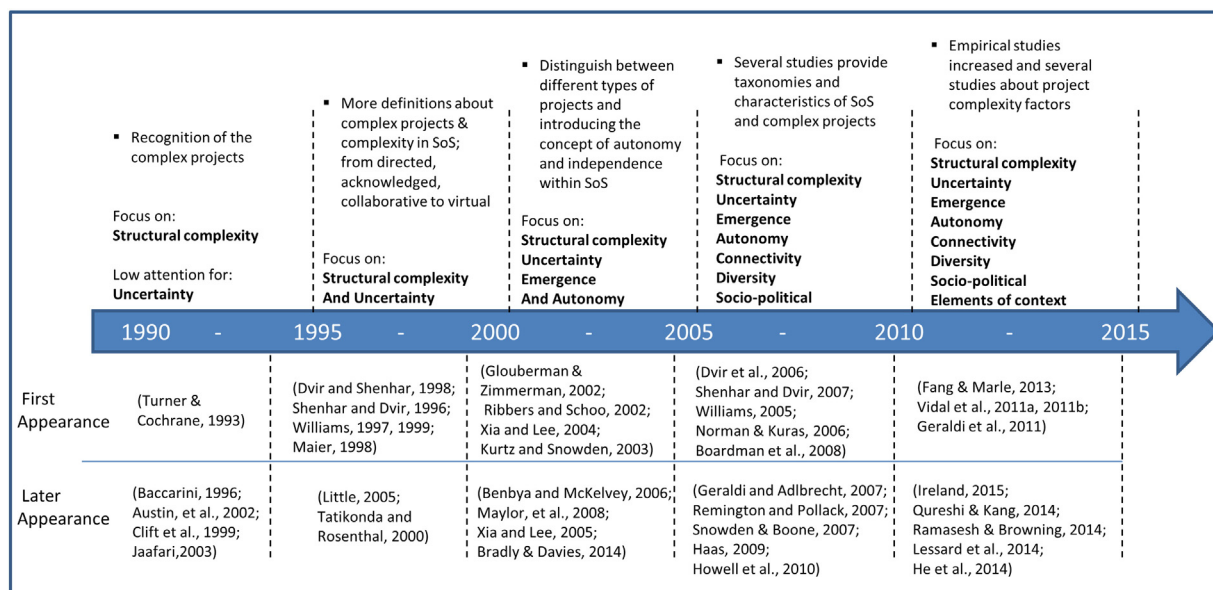 ▪ Recognition of the
complex projects
Focus on:
Structural complexity
Low attention for:
Uncertainty
▪ More definitions about
complex projects &
complexity in SoS;
from directed,
acknowledged,
collaborative to virtual
Focus on:
Structural complexity
And Uncertainty
▪ Distinguish between
different types of
projects and
introducing the
concept of autonomy
and independence
within SoS
Focus on:
Structural complexity
Uncertainty
Emergence
And Autonomy
▪ Several studies provide
taxonomies and
characteristics of SoS
and complex projects
Focus on:
Structural complexity
Uncertainty
Emergence
Autonomy
Connectivity
Diversity
Socio-political
▪ Empirical studies
increased and several
studies about project
complexity factors
Focus on:
Structural complexity
Uncertainty
Emergence
Autonomy
Connectivity
Diversity
Socio-political
Elements of context
1990 - 1995 - 2000 - 2005 - 2010 - 2015
First
Appearance
(Turner &
Cochrane, 1993)
(Dvir and Shenhar, 1998;
Shenhar and Dvir, 1996;
Williams, 1997, 1999;
Maier, 1998)
(Glouberman &
Zimmerman, 2002;
Ribbers and Schoo, 2002;
Xia and Lee, 2004;
Kurtz and Snowden, 2003)
(Dvir et al., 2006;
Shenhar and Dvir, 2007;
Williams, 2005;
Norman & Kuras, 2006;
Boardman et al., 2008)
(Fang & Marle, 2013;
Vidal et al., 2011a, 2011b;
Geraldi et al., 2011)
Later
Appearance
(Baccarini, 1996;
Austin, et al., 2002;
Clift et al., 1999;
Jaafari,2003)
(Little, 2005;
Tatikonda and
Rosenthal, 2000)
(Benbya and McKelvey, 2006;
Maylor, et al., 2008;
Xia and Lee, 2005;
Bradly & Davies, 2014)
(Geraldi and Adlbrecht, 2007;
Remington and Pollack, 2007;
Snowden & Boone, 2007;
Haas, 2009;
Howell et al., 2010)
(Ireland, 2015;
Qureshi & Kang, 2014;
Ramasesh & Browning, 2014;
Lessard et al., 2014;
He et al., 2014)